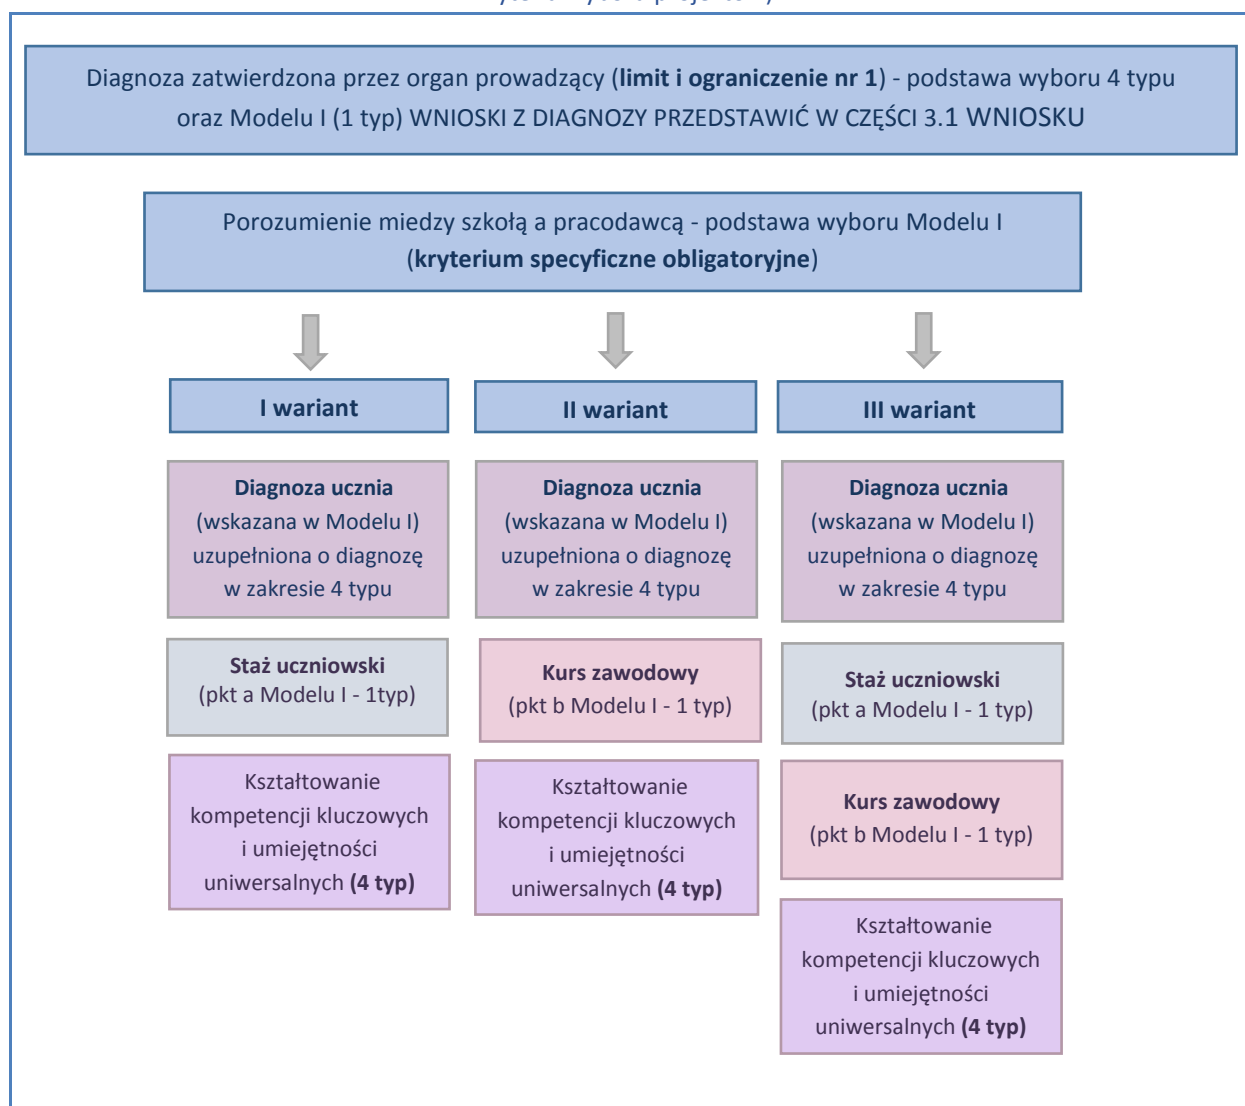 Diagnoza zatwierdzona przez organ prowadzący (limit i ograniczenie nr 1) - podstawa wyboru 4 typu
oraz Modelu I (1 typ) WNIOSKI Z DIAGNOZY PRZEDSTAWIĆ W CZĘŚCI 3.1 WNIOSKU
Porozumienie miedzy szkołą a pracodawcą - podstawa wyboru Modelu I
(kryterium specyficzne obligatoryjne)
I wariant
Diagnoza ucznia
(wskazana w Modelu I)
uzupełniona o diagnozę
w zakresie 4 typu
Staż uczniowski
(pkt a Modelu I - 1typ)
Kształtowanie
kompetencji kluczowych
i umiejętności
uniwersalnych (4 typ)
II wariant
Diagnoza ucznia
(wskazana w Modelu I)
uzupełniona o diagnozę
w zakresie 4 typu
Kurs zawodowy
(pkt b Modelu I - 1 typ)
Kształtowanie
kompetencji kluczowych
i umiejętności
uniwersalnych (4 typ)
III wariant
Diagnoza ucznia
(wskazana w Modelu I)
uzupełniona o diagnozę
w zakresie 4 typu
Staż uczniowski
(pkt a Modelu I - 1 typ)
Kurs zawodowy
(pkt b Modelu I - 1 typ)
Kształtowanie
kompetencji kluczowych
i umiejętności
uniwersalnych (4 typ)